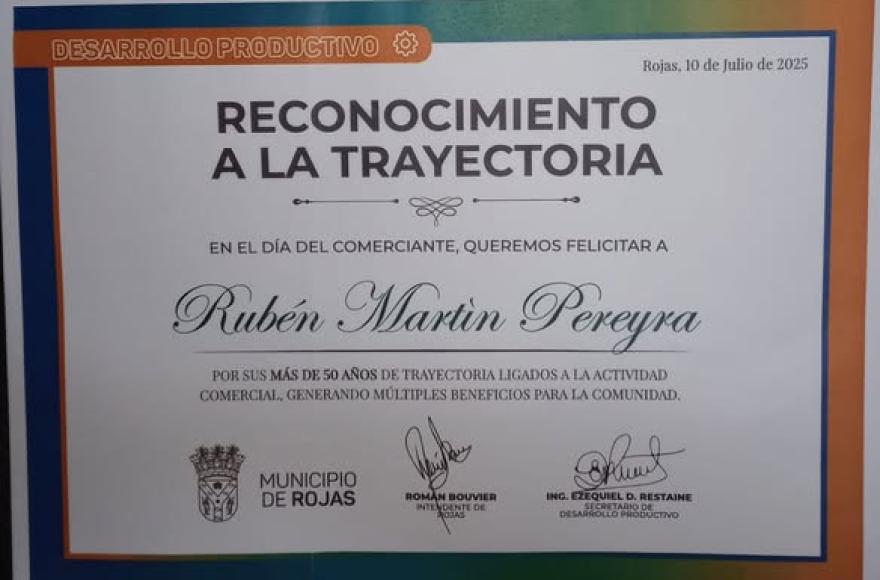 DESARROLLO PRODUCTIVO
Rojas, 10 de Julio de 2025
RECONOCIMIENTO
A LA TRAYECTORIA
EN EL DÍA DEL COMERCIANTE, QUEREMOS FELICITAR A
Rubén Martìn Pereyra
POR SUS MÁS DE 50 AÑOS DE TRAYECTORIA LIGADOS A LA ACTIVIDAD
COMERCIAL, GENERANDO MÚLTIPLES BENEFICIOS PARA LA COMUNIDAD.
MUNICIPIO
DE ROJAS
ROMÁN BOUVIER
INTENDENTE DE
ROJAS
ING. EZEQUIEL D. RESTAINE
SECRETARIO DE
DESARROLLO PRODUCTIVO